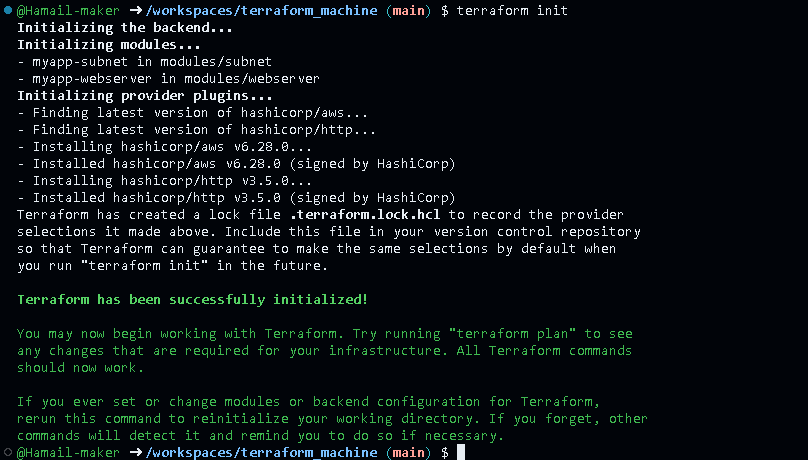 @Hamail-maker ➜ /workspaces/terraform_machine (main) $ terraform init
Initializing the backend...
Initializing modules...
- myapp-subnet in modules/subnet
- myapp-webserver in modules/webserver
Initializing provider plugins...
- Finding latest version of hashicorp/aws...
- Finding latest version of hashicorp/http...
- Installing hashicorp/aws v6.28.0...
- Installed hashicorp/aws v6.28.0 (signed by HashiCorp)
- Installing hashicorp/http v3.5.0...
- Installed hashicorp/http v3.5.0 (signed by HashiCorp)
Terraform has created a lock file .terraform.lock.hcl to record the provider
selections it made above. Include this file in your version control repository
so that Terraform can guarantee to make the same selections by default when
you run "terraform init" in the future.
Terraform has been successfully initialized!
You may now begin working with Terraform. Try running "terraform plan" to see
any changes that are required for your infrastructure. All Terraform commands
should now work.
If you ever set or change modules or backend configuration for Terraform,
rerun this command to reinitialize your working directory. If you forget, other
commands will detect it and remind you to do so if necessary.
@Hamail-maker ➜ /workspaces/terraform_machine (main) $